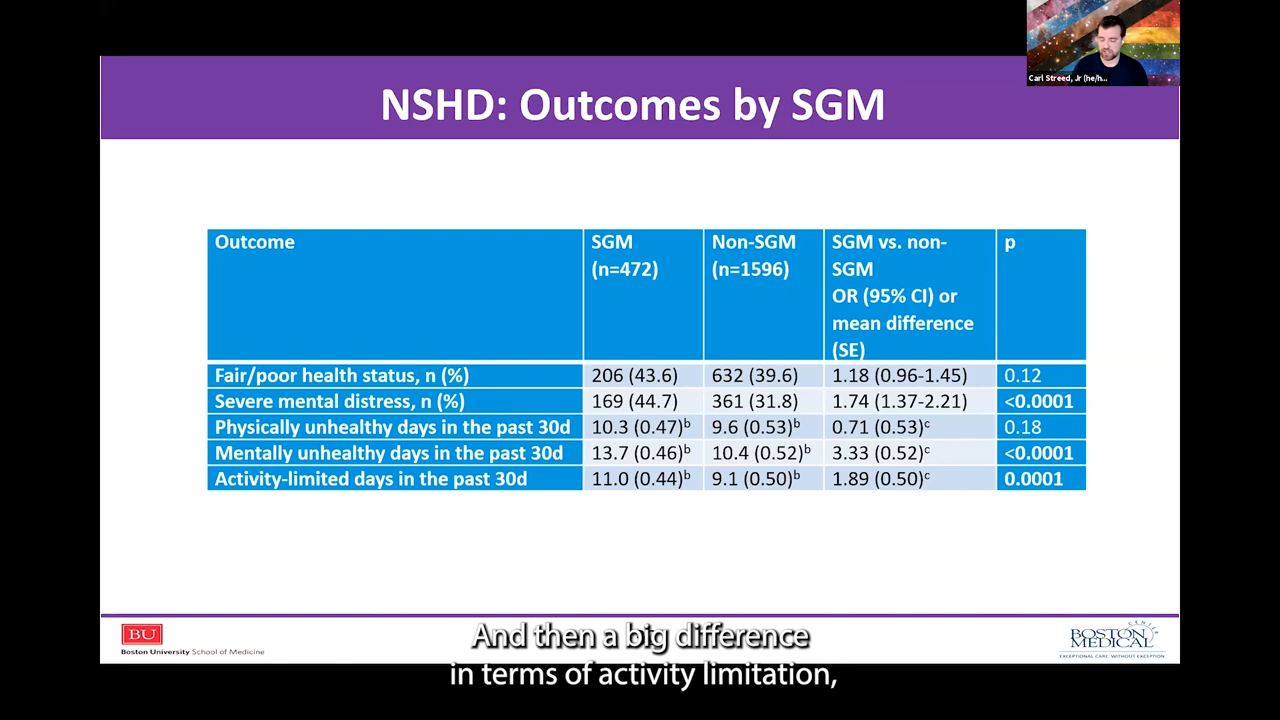 Carl Streed, Jr (he/h...
NSHD: Outcomes by SGM
Outcome SGM (n=472) Non-SGM (n=1596) SGM vs. non-SGM OR (95% CI) or mean difference (SE) p
Fair/poor health status, n (%) 206 (43.6) 632 (39.6) 1.18 (0.96-1.45) 0.12
Severe mental distress, n (%) 169 (44.7) 361 (31.8) 1.74 (1.37-2.21) <0.0001
Physically unhealthy days in the past 30d 10.3 (0.47)ᵇ 9.6 (0.53)ᵇ 0.71 (0.53)ᶜ 0.18
Mentally unhealthy days in the past 30d 13.7 (0.46)ᵇ 10.4 (0.52)ᵇ 3.33 (0.52)ᶜ <0.0001
Activity-limited days in the past 30d 11.0 (0.44)ᵇ 9.1 (0.50)ᵇ 1.89 (0.50)ᶜ 0.0001
BU
Boston University School of Medicine
BOSTON
MEDICAL
CENTER
EXCEPTIONAL CARE. WITHOUT EXCEPTION.
And then a big difference
in terms of activity limitation,